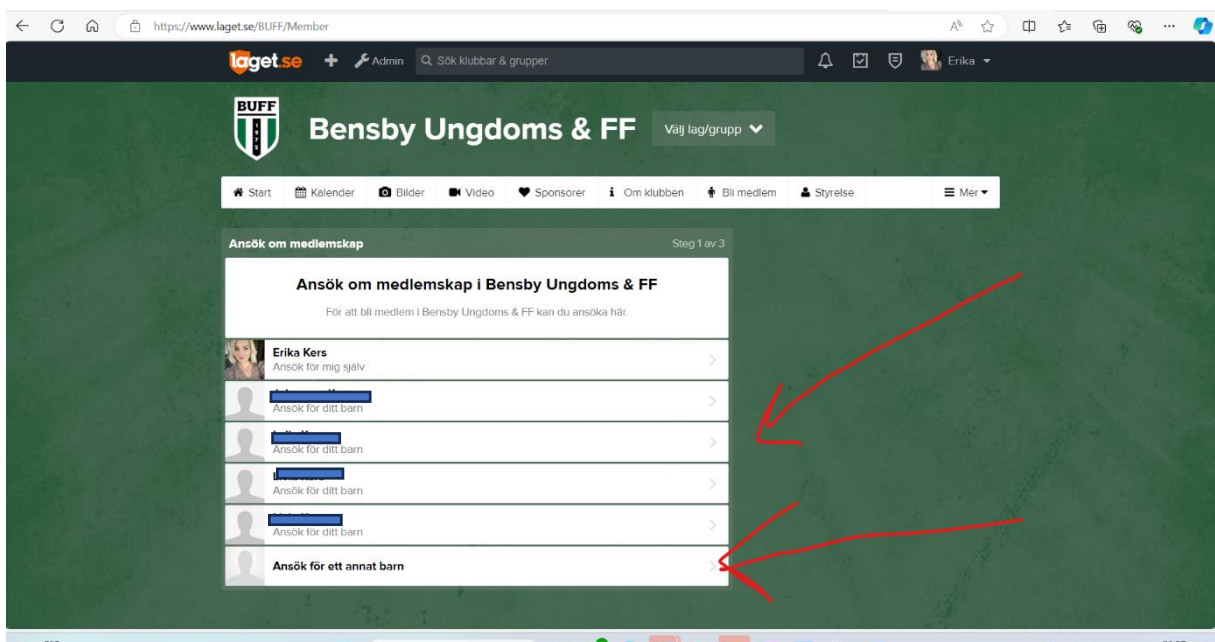 https://www.laget.se/BUFF/Member
laget.se + Admin Sök klubbar & grupper Erika
BUFF
1975
Bensby Ungdoms & FF Välj lag/grupp
Start Kalender Bilder Video Sponsorer Om klubben Bli medlem Styrelse Mer
Ansök om medlemskap Steg 1 av 3
Ansök om medlemskap i Bensby Ungdoms & FF
För att bli medlem i Bensby Ungdoms & FF kan du ansöka här.
Erika Kers
Ansök för mig själv
Ansök för ditt barn
Ansök för ditt barn
Ansök för ditt barn
Ansök för ditt barn
Ansök för ett annat barn